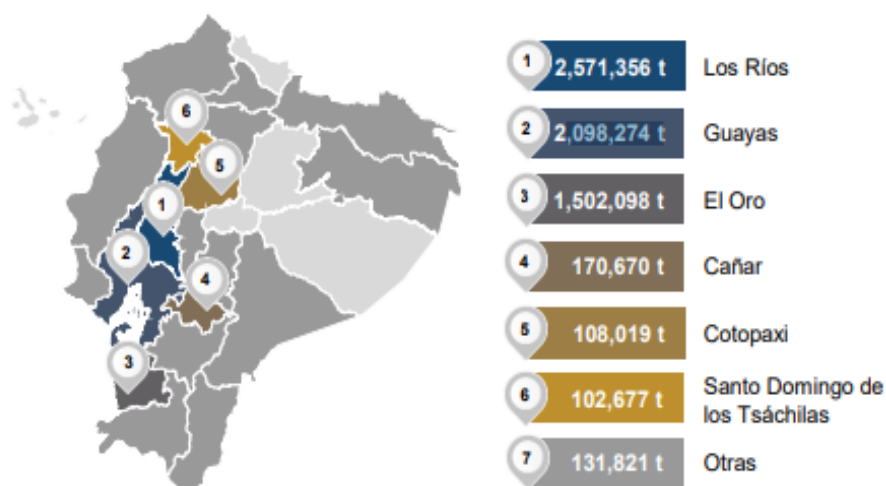 6
5
1
2
4
3
1 2,571,356 t Los Ríos
2 2,098,274 t Guayas
3 1,502,098 t El Oro
4 170,670 t Cañar
5 108,019 t Cotopaxi
6 102,677 t Santo Domingo de
los Tsáchilas
7 131,821 t Otras